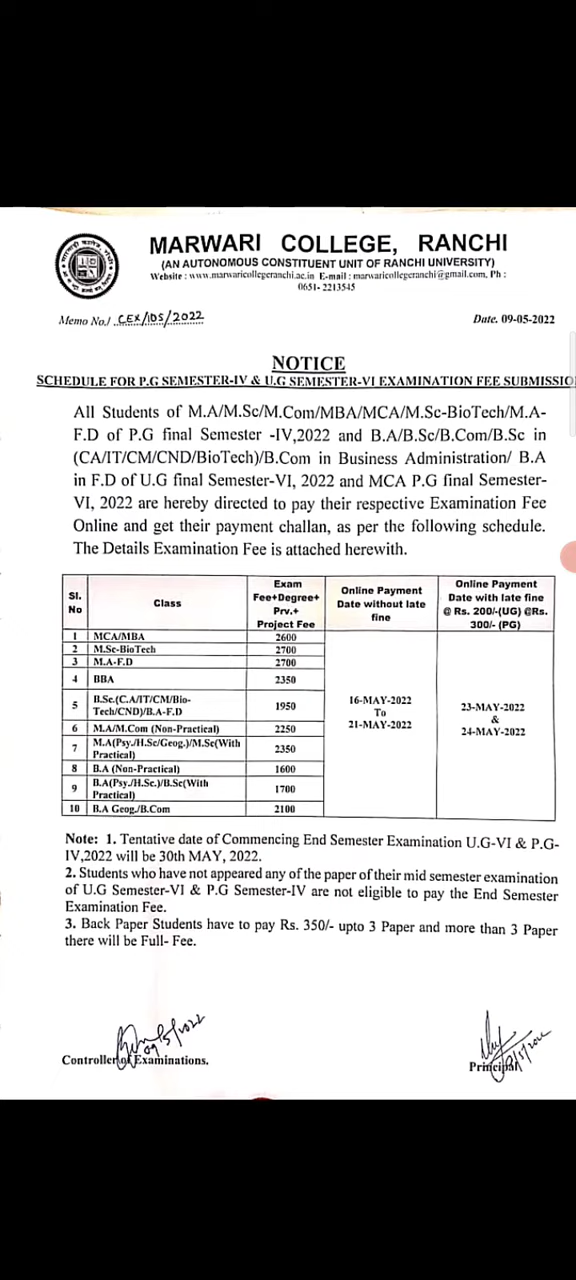 MARWARI COLLEGE, RANCHI
(AN AUTONOMOUS CONSTITUENT UNIT OF RANCHI UNIVERSITY)
Website : www.marwaricollegeranchi.ac.in E-mail : marwaricollegeranchi@gmail.com, Ph :
0651- 2213545
Memo No./ CEX/105/2022 Date. 09-05-2022
NOTICE
SCHEDULE FOR P.G SEMESTER-IV & U.G SEMESTER-VI EXAMINATION FEE SUBMISSIO
All Students of M.A/M.Sc/M.Com/MBA/MCA/M.Sc-BioTech/M.A-
F.D of P.G final Semester -IV,2022 and B.A/B.Sc/B.Com/B.Sc in
(CA/IT/CM/CND/BioTech)/B.Com in Business Administration/ B.A
in F.D of U.G final Semester-VI, 2022 and MCA P.G final Semester-
VI, 2022 are hereby directed to pay their respective Examination Fee
Online and get their payment challan, as per the following schedule.
The Details Examination Fee is attached herewith.
Sl. No Class Exam Fee+Degree+ Prv.+ Project Fee Online Payment Date without late fine Online Payment Date with late fine @ Rs. 200/-(UG) @Rs. 300/- (PG)
1 MCA/MBA 2600
2 M.Sc-BioTech 2700
3 M.A-F.D 2700
4 BBA 2350
5 B.Sc.(C.A/IT/CM/Bio-Tech/CND)/B.A-F.D 1950
16-MAY-2022 To 21-MAY-2022
23-MAY-2022 & 24-MAY-2022
6 M.A/M.Com (Non-Practical) 2250
7 M.A(Psy./H.Sc/Geog.)/M.Sc(With Practical) 2350
8 B.A (Non-Practical) 1600
9 B.A(Psy./H.Sc.)/B.Sc(With Practical) 1700
10 B.A Geog./B.Com 2100
Note: 1. Tentative date of Commencing End Semester Examination U.G-VI & P.G-
IV,2022 will be 30th MAY, 2022.
2. Students who have not appeared any of the paper of their mid semester examination
of U.G Semester-VI & P.G Semester-IV are not eligible to pay the End Semester
Examination Fee.
3. Back Paper Students have to pay Rs. 350/- upto 3 Paper and more than 3 Paper
there will be Full- Fee.
09/5/2022
Controller of Examinations.
Principal